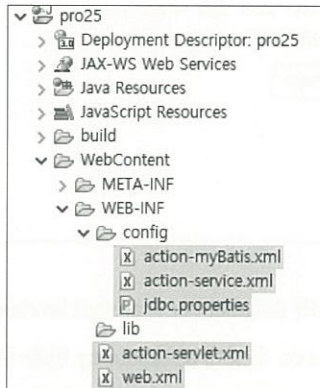 pro25
Deployment Descriptor: pro25
JAX-WS Web Services
Java Resources
JavaScript Resources
build
WebContent
META-INF
WEB-INF
config
action-myBatis.xml
action-service.xml
jdbc.properties
lib
action-servlet.xml
web.xml